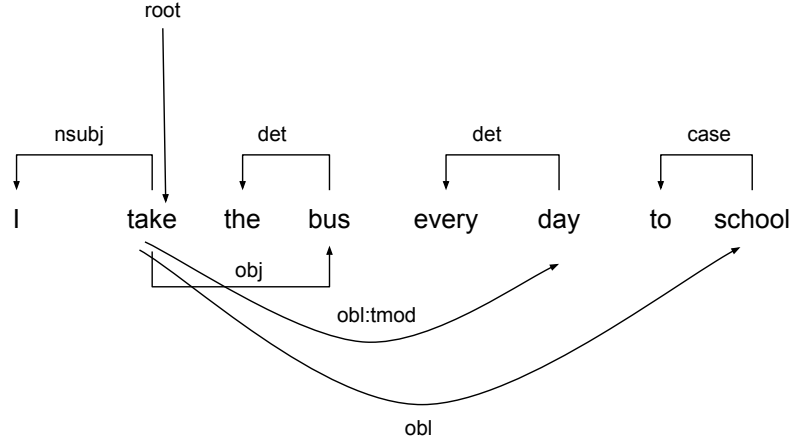 root
nsubj det det case
I take the bus every day to school
obj
obl:tmod
obl